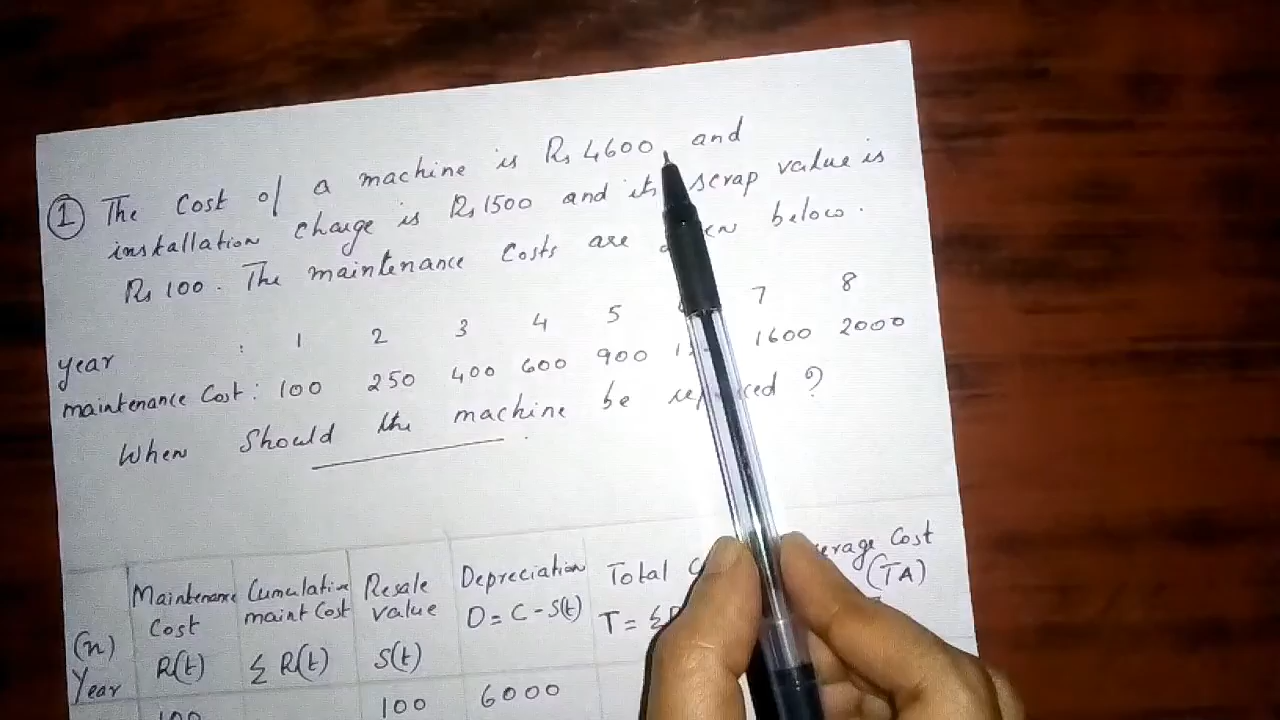 ① The cost of a machine is Rs 4600 and
installation charge is Rs 1500 and its scrap value is
Rs 100. The maintenance costs are below.
year : 1 2 3 4 5 7 8
maintenance cost : 100 250 400 600 900 1600 2000
When should the machine be ?
(n) Year
Maintenance Cost R(t)
Cumulative maint cost Σ R(t)
Resale value S(t)
Depreciation D = C - S(t)
Total T = Σ
Cost (TA)
100 100 6000